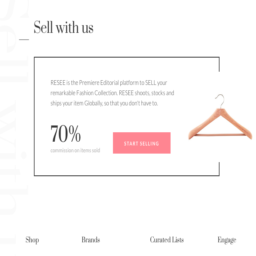 Sell with us
RESEE is the Premiere Editorial platform to SELL your
remarkable Fashion Collection. RESEE shoots, stocks and
ships your item Globally, so that you don't have to.
70%
commission on items sold
START SELLING
Shop
Brands
Curated Lists
Engage